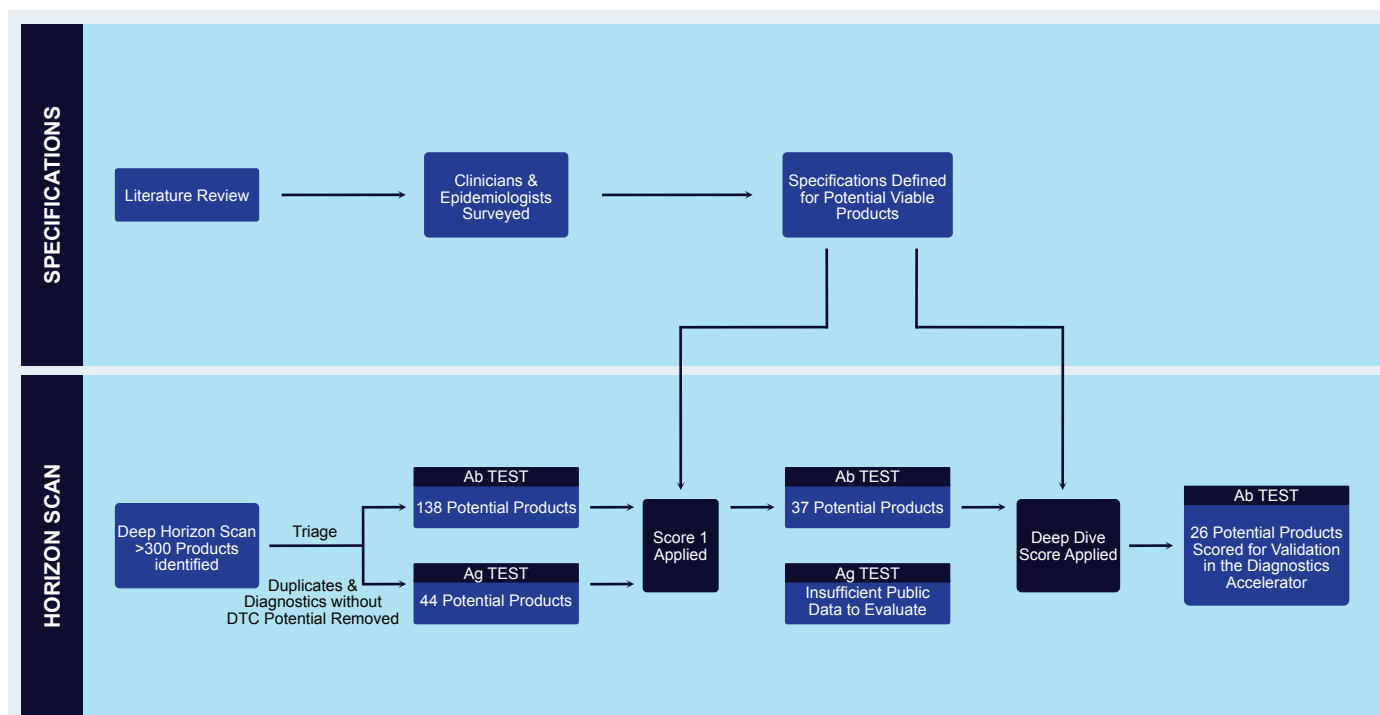 SPECIFICATIONS
Literature Review
Clinicians &
Epidemiologists
Surveyed
Specifications Defined
for Potential Viable
Products
HORIZON SCAN
Deep Horizon Scan
>300 Products
identified
Triage
Duplicates &
Diagnostics without
DTC Potential Removed
Ab TEST
138 Potential Products
Ag TEST
44 Potential Products
Score 1
Applied
Ab TEST
37 Potential Products
Ag TEST
Insufficient Public
Data to Evaluate
Deep Dive
Score Applied
Ab TEST
26 Potential Products
Scored for Validation
in the Diagnostics
Accelerator